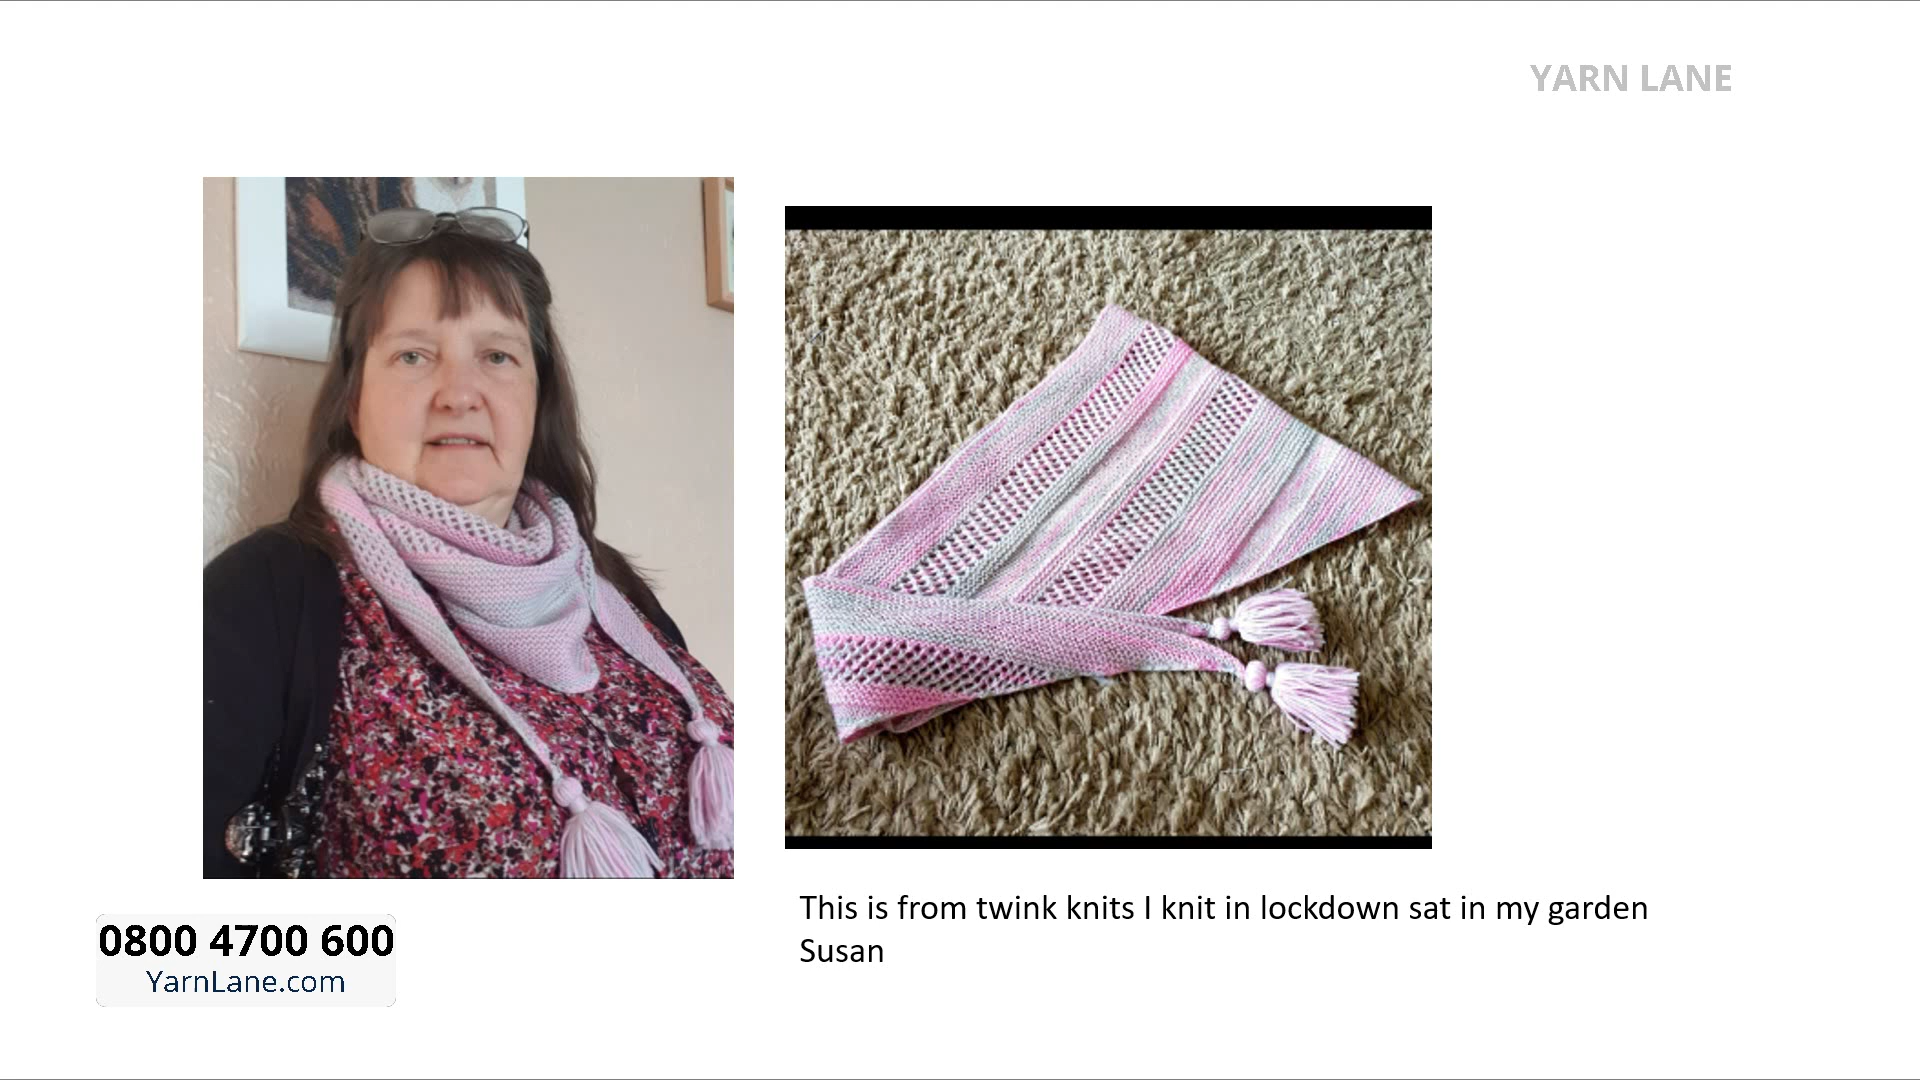 YARN LANE
This is from twink knits I knit in lockdown sat in my garden
Susan
0800 4700 600
YarnLane.com